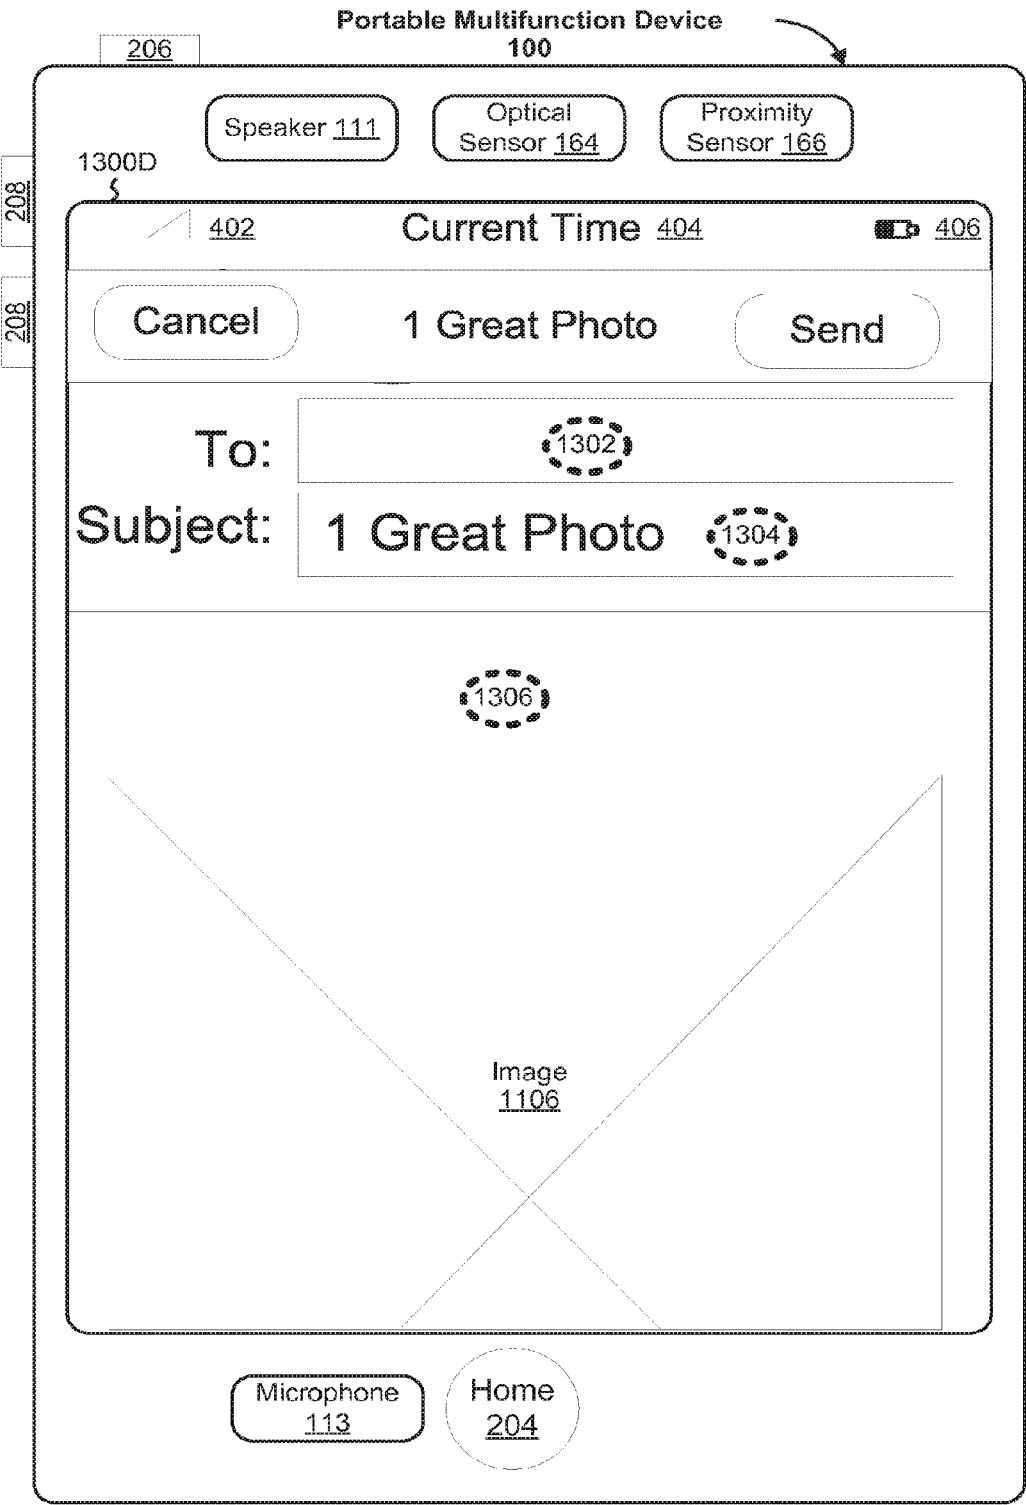 Portable Multifunction Device
100
206
Speaker 111
Optical
Sensor 164
Proximity
Sensor 166
1300D
208
402
Current Time 404
406
208
Cancel
1 Great Photo
Send
To:
1302
Subject:
1 Great Photo
1304
1306
Image
1106
Microphone
113
Home
204